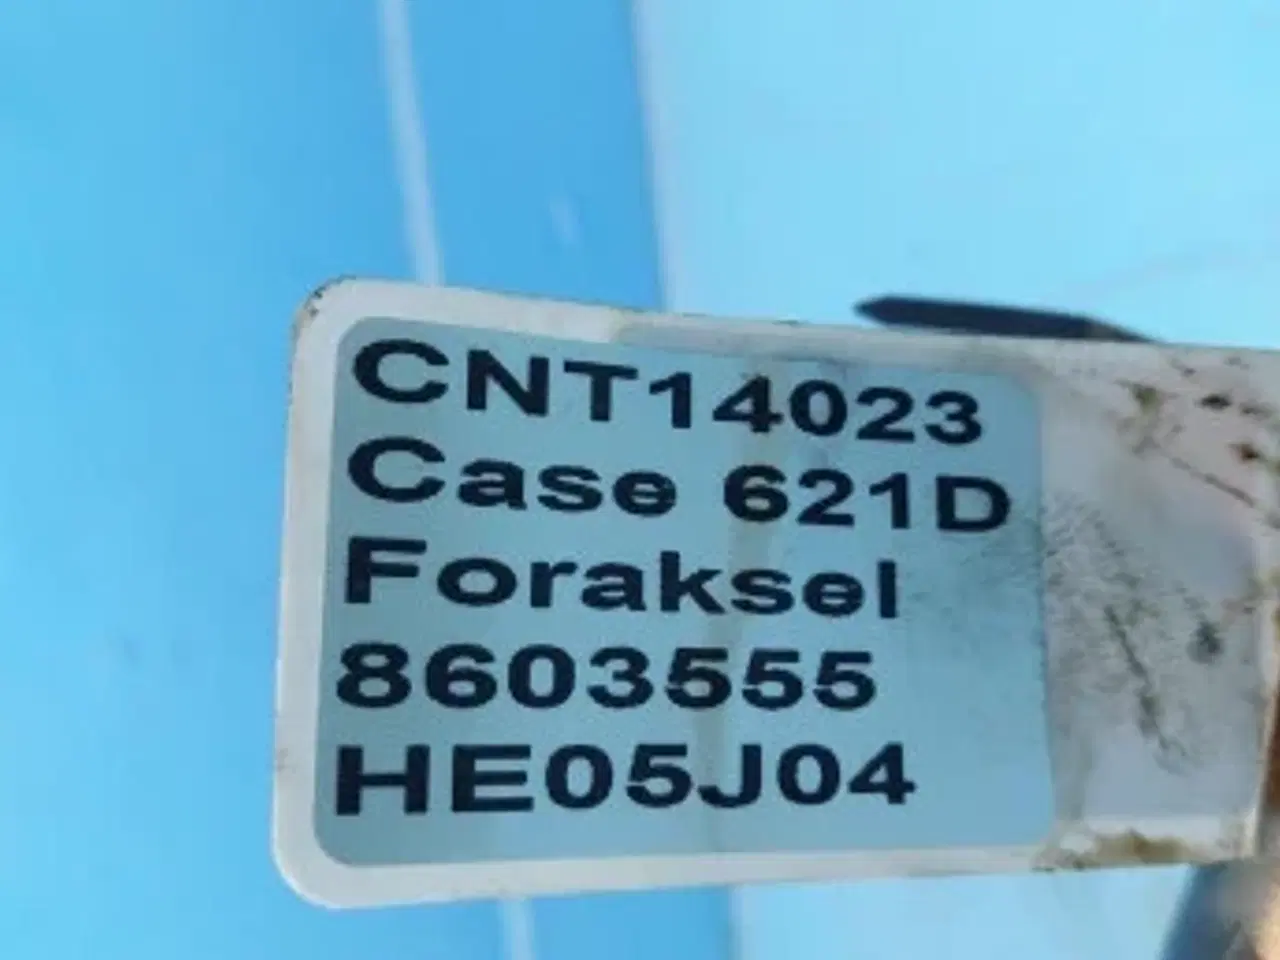 CNT14023
Case 621D
Foraksel
8603555
HE05J04